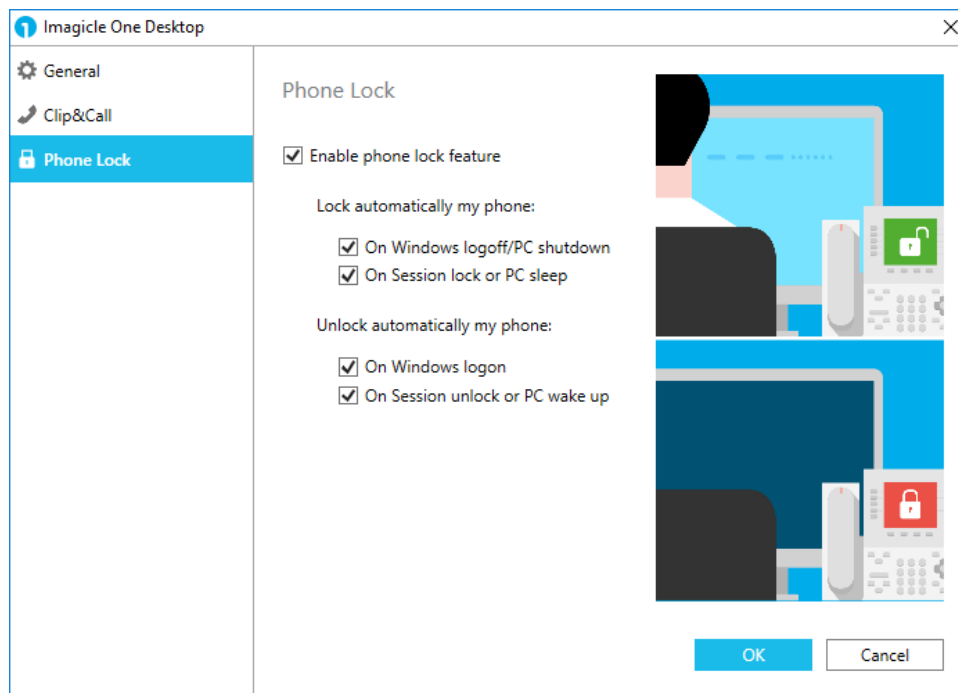 Imagicle One Desktop
General
Clip&Call
Phone Lock
Phone Lock
Enable phone lock feature
Lock automatically my phone:
On Windows logoff/PC shutdown
On Session lock or PC sleep
Unlock automatically my phone:
On Windows logon
On Session unlock or PC wake up
OK
Cancel